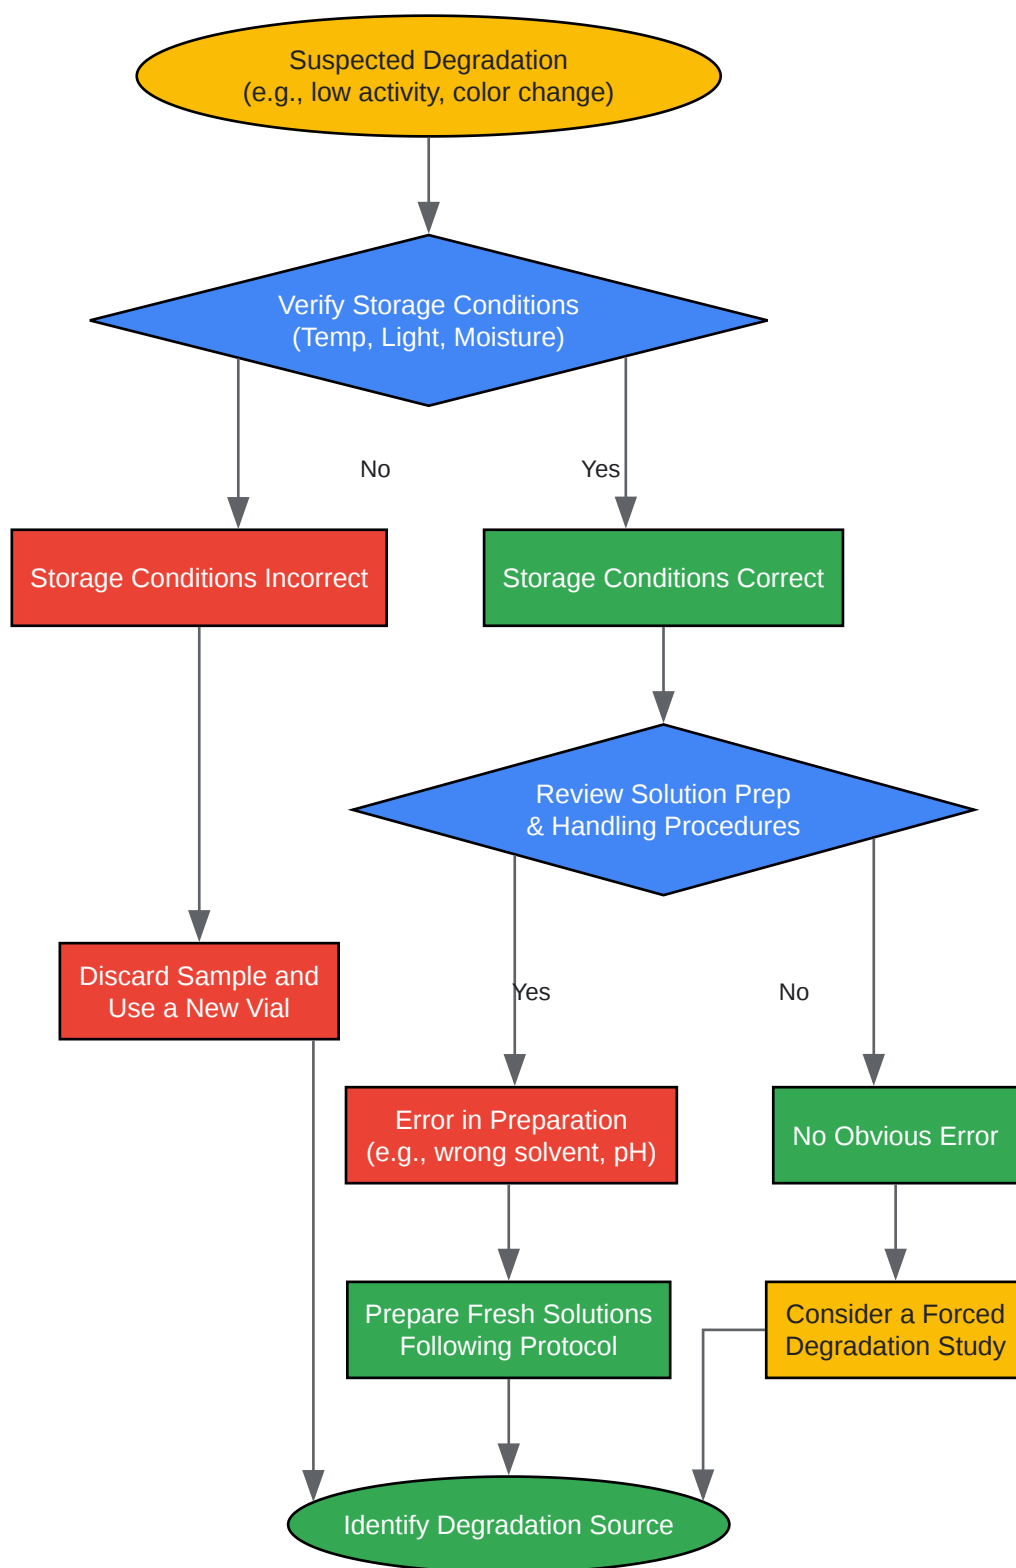 Suspected Degradation
(e.g., low activity, color change)
Verify Storage Conditions
(Temp, Light, Moisture)
No
Yes
Storage Conditions Incorrect
Storage Conditions Correct
Review Solution Prep
& Handling Procedures
Discard Sample and
Use a New Vial
Yes
No
Error in Preparation
(e.g., wrong solvent, pH)
No Obvious Error
Prepare Fresh Solutions
Following Protocol
Consider a Forced
Degradation Study
Identify Degradation Source